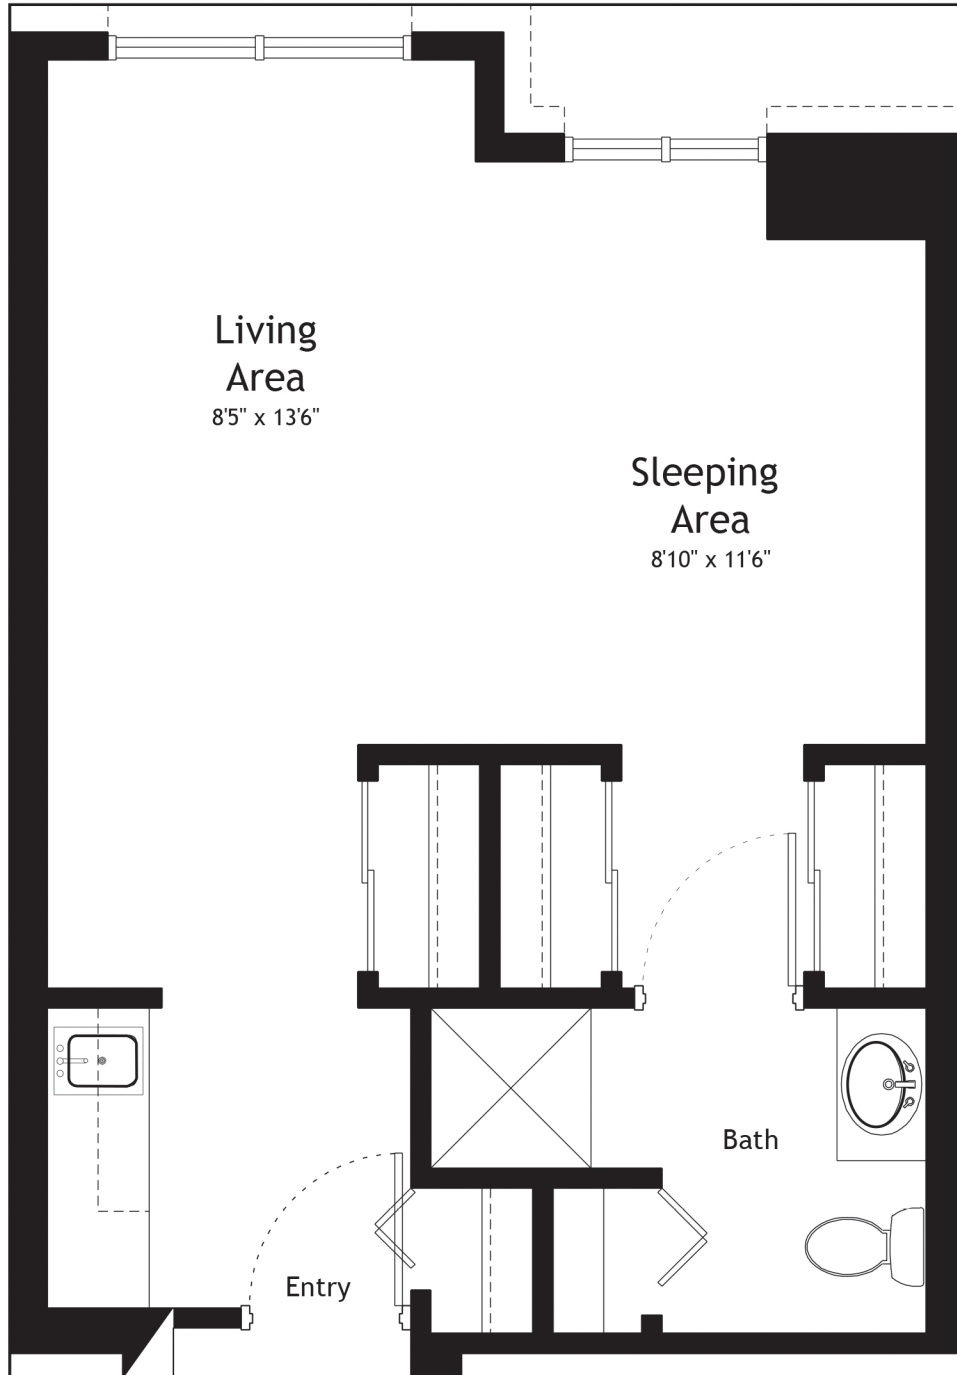 Living
Area
8'5" x 13'6"
Sleeping
Area
8'10" x 11'6"
Bath
Entry